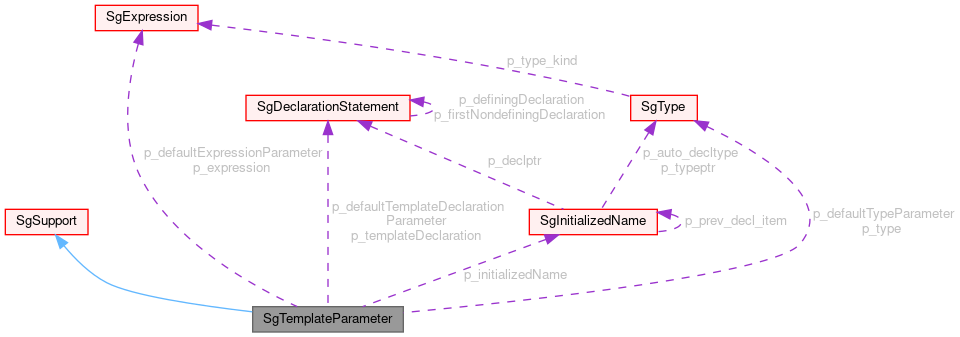 SgExpression
p_type_kind
SgDeclarationStatement
p_definingDeclaration
p_firstNondefiningDeclaration
SgType
p_defaultExpressionParameter
p_expression
p_declptr
p_auto_decltype
p_typeptr
SgSupport
p_defaultTemplateDeclaration
Parameter
p_templateDeclaration
SgInitializedName
p_prev_decl_item
p_defaultTypeParameter
p_type
p_initializedName
SgTemplateParameter